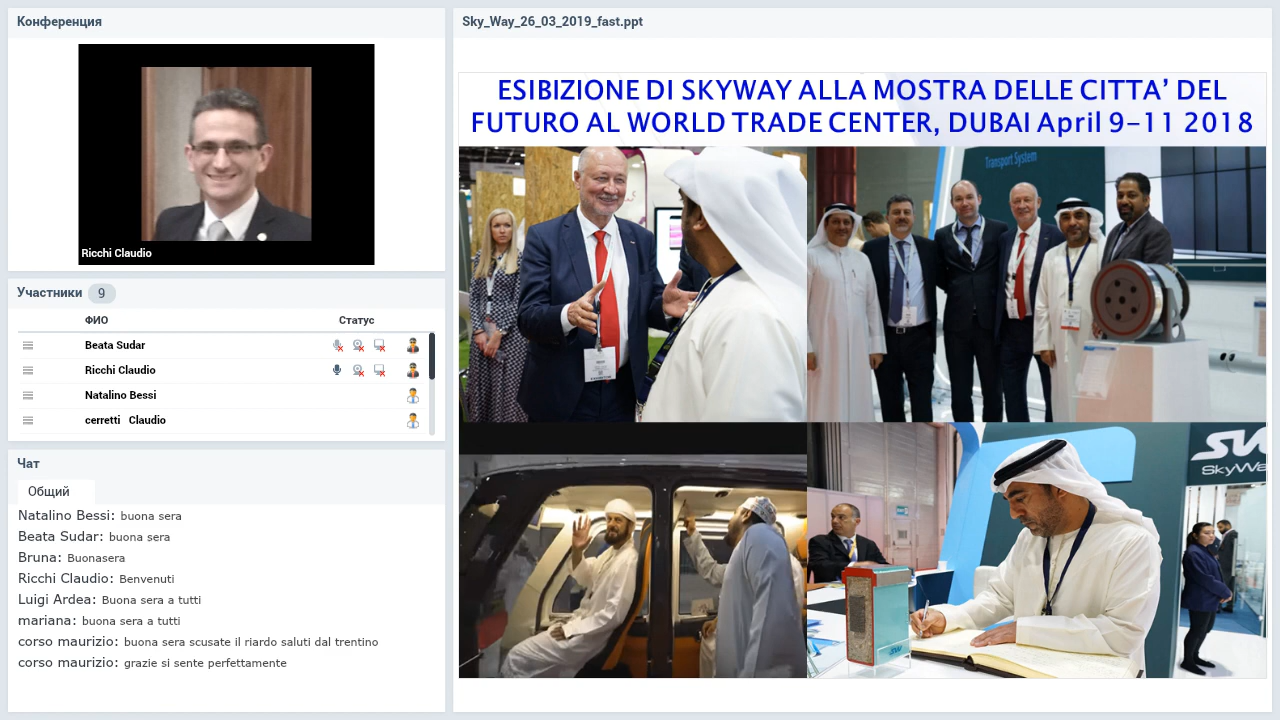 Конференция
Ricchi Claudio
Участники 9
ФИО Статус
Beata Sudar
Ricchi Claudio
Natalino Bessi
cerretti Claudio
Чат
Общий
Natalino Bessi: buona sera
Beata Sudar: buona sera
Bruna: Buonasera
Ricchi Claudio: Benvenuti
Luigi Ardea: Buona sera a tutti
mariana: buona sera a tutti
corso maurizio: buona sera scusate il riardo saluti dal trentino
corso maurizio: grazie si sente perfettamente
Sky_Way_26_03_2019_fast.ppt
ESIBIZIONE DI SKYWAY ALLA MOSTRA DELLE CITTA’ DEL
FUTURO AL WORLD TRADE CENTER, DUBAI April 9–11 2018
Transport System
SW
SkyWa